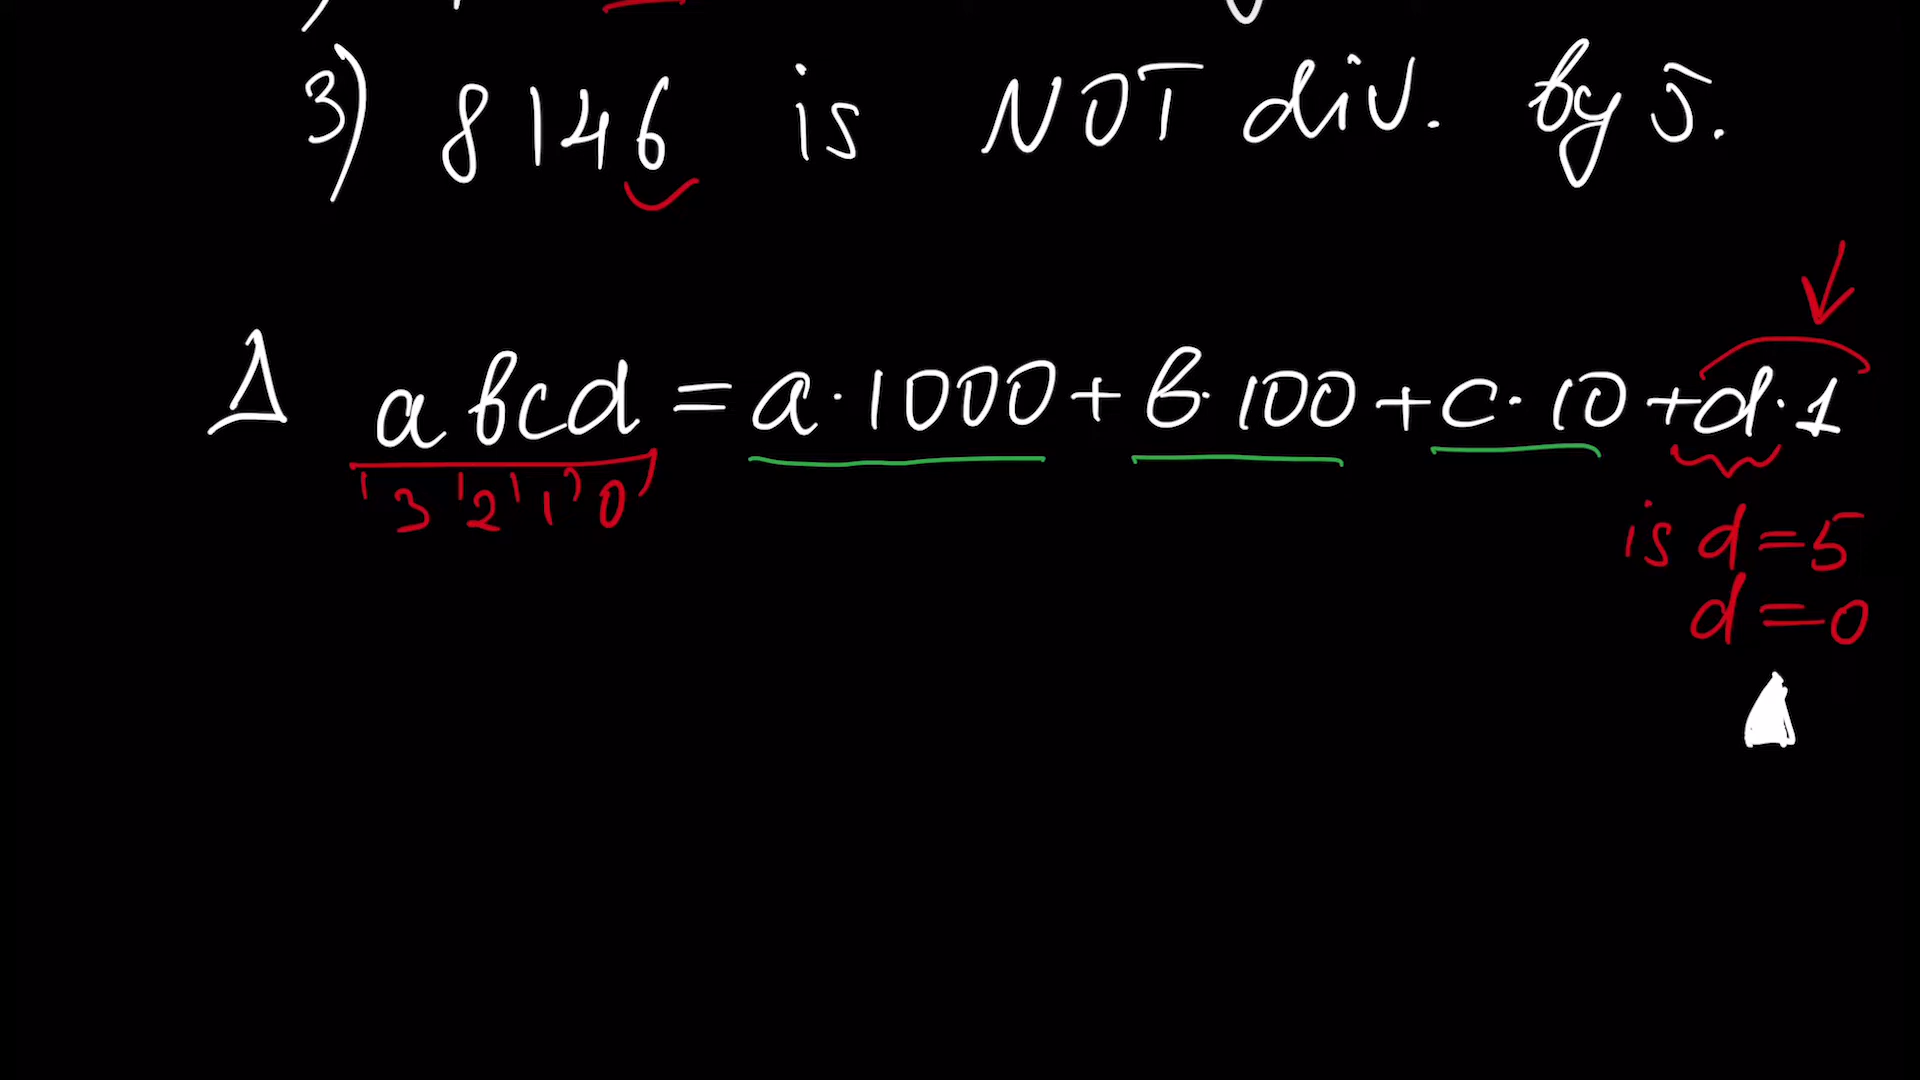 3) 8146 is NOT div. by 5.
Δ abcd = a·1000 + b·100 + c·10 + d·1
3 2 1 0
is d=5
d=0